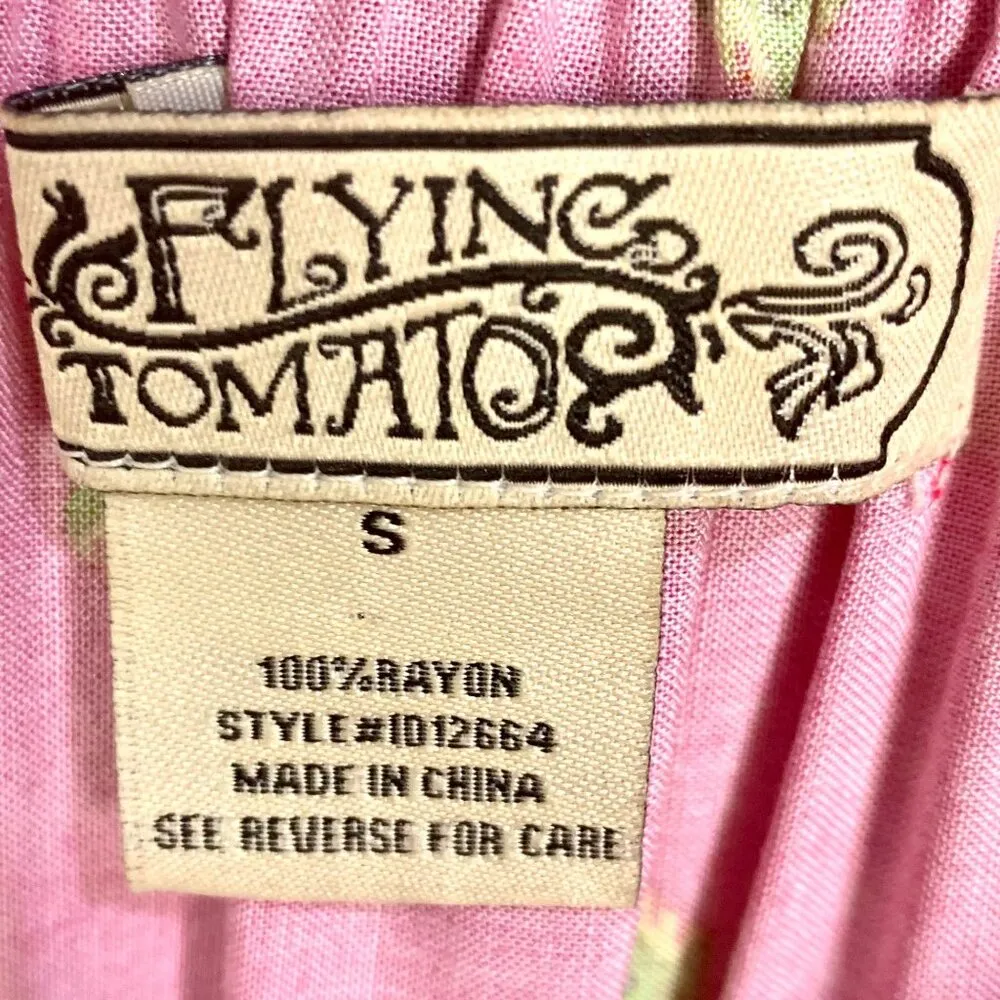 FLYING
TOMATO
S
100%RAYON
STYLE#ID12664
MADE IN CHINA
SEE REVERSE FOR CARE